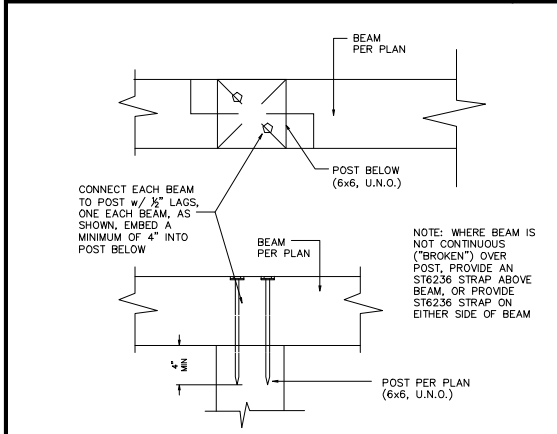 BEAM
PER PLAN
POST BELOW
(6x6, U.N.O.)
CONNECT EACH BEAM
TO POST w/ ½" LAGS,
ONE EACH BEAM, AS
SHOWN, EMBED A
MINIMUM OF 4" INTO
POST BELOW
BEAM
PER PLAN
NOTE: WHERE BEAM IS
NOT CONTINUOUS
("BROKEN") OVER
POST, PROVIDE AN
ST6236 STRAP ABOVE
BEAM, OR PROVIDE
ST6236 STRAP ON
EITHER SIDE OF BEAM
4"
MIN
POST PER PLAN
(6x6, U.N.O.)